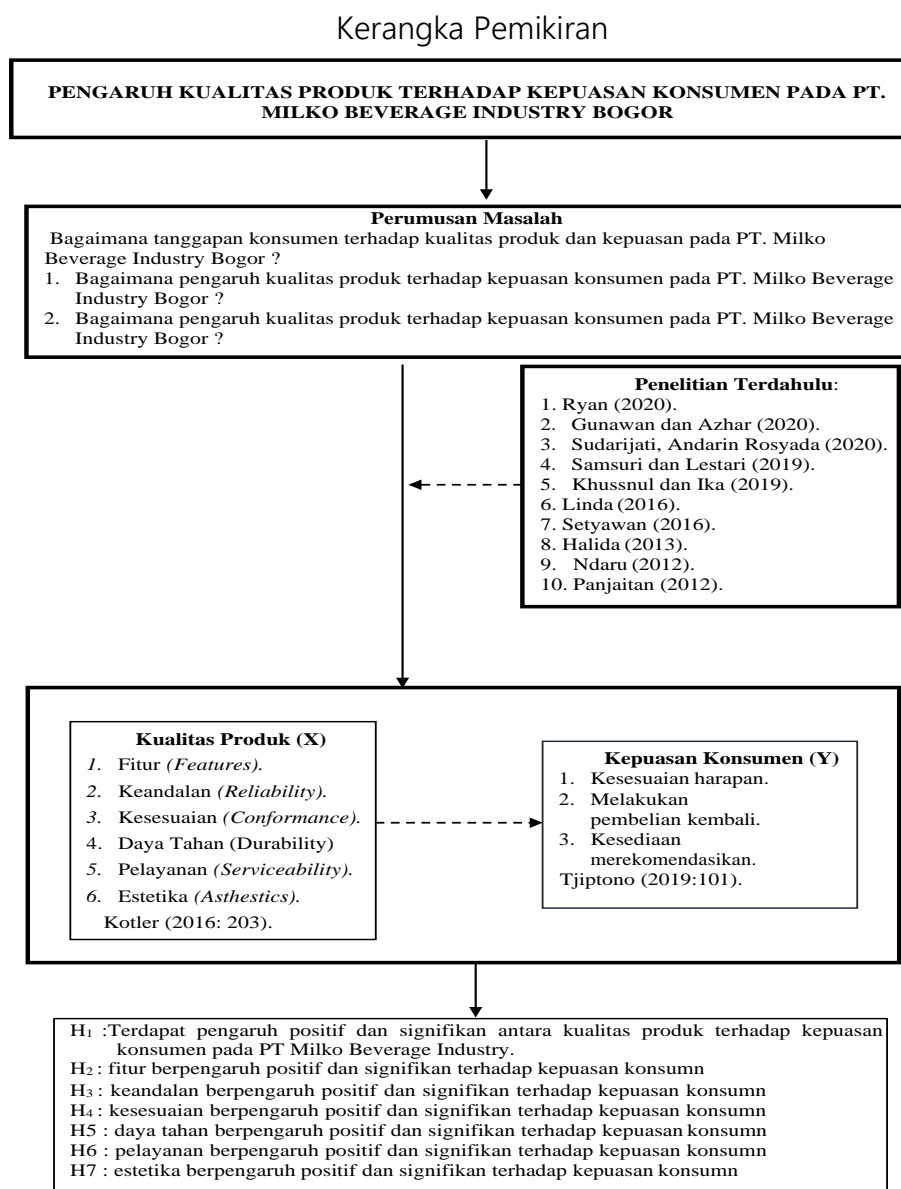 Kerangka Pemikiran
PENGARUH KUALITAS PRODUK TERHADAP KEPUASAN KONSUMEN PADA PT.
MILKO BEVERAGE INDUSTRY BOGOR
Perumusan Masalah
Bagaimana tanggapan konsumen terhadap kualitas produk dan kepuasan pada PT. Milko
Beverage Industry Bogor ?
1. Bagaimana pengaruh kualitas produk terhadap kepuasan konsumen pada PT. Milko Beverage
Industry Bogor ?
2. Bagaimana pengaruh kualitas produk terhadap kepuasan konsumen pada PT. Milko Beverage
Industry Bogor ?
Penelitian Terdahulu:
1. Ryan (2020).
2. Gunawan dan Azhar (2020).
3. Sudarijati, Andarin Rosyada (2020).
4. Samsuri dan Lestari (2019).
5. Khussnul dan Ika (2019).
6. Linda (2016).
7. Setyawan (2016).
8. Halida (2013).
9. Ndaru (2012).
10. Panjaitan (2012).
Kualitas Produk (X)
1. Fitur (Features).
2. Keandalan (Reliability).
3. Kesesuaian (Conformance).
4. Daya Tahan (Durability)
5. Pelayanan (Serviceability).
6. Estetika (Asthestics).
Kotler (2016: 203).
Kepuasan Konsumen (Y)
1. Kesesuaian harapan.
2. Melakukan
pembelian kembali.
3. Kesediaan
merekomendasikan.
Tjiptono (2019:101).
H1 :Terdapat pengaruh positif dan signifikan antara kualitas produk terhadap kepuasan
konsumen pada PT Milko Beverage Industry.
H2 : fitur berpengaruh positif dan signifikan terhadap kepuasan konsumn
H3 : keandalan berpengaruh positif dan signifikan terhadap kepuasan konsumn
H4 : kesesuaian berpengaruh positif dan signifikan terhadap kepuasan konsumn
H5 : daya tahan berpengaruh positif dan signifikan terhadap kepuasan konsumn
H6 : pelayanan berpengaruh positif dan signifikan terhadap kepuasan konsumn
H7 : estetika berpengaruh positif dan signifikan terhadap kepuasan konsumn